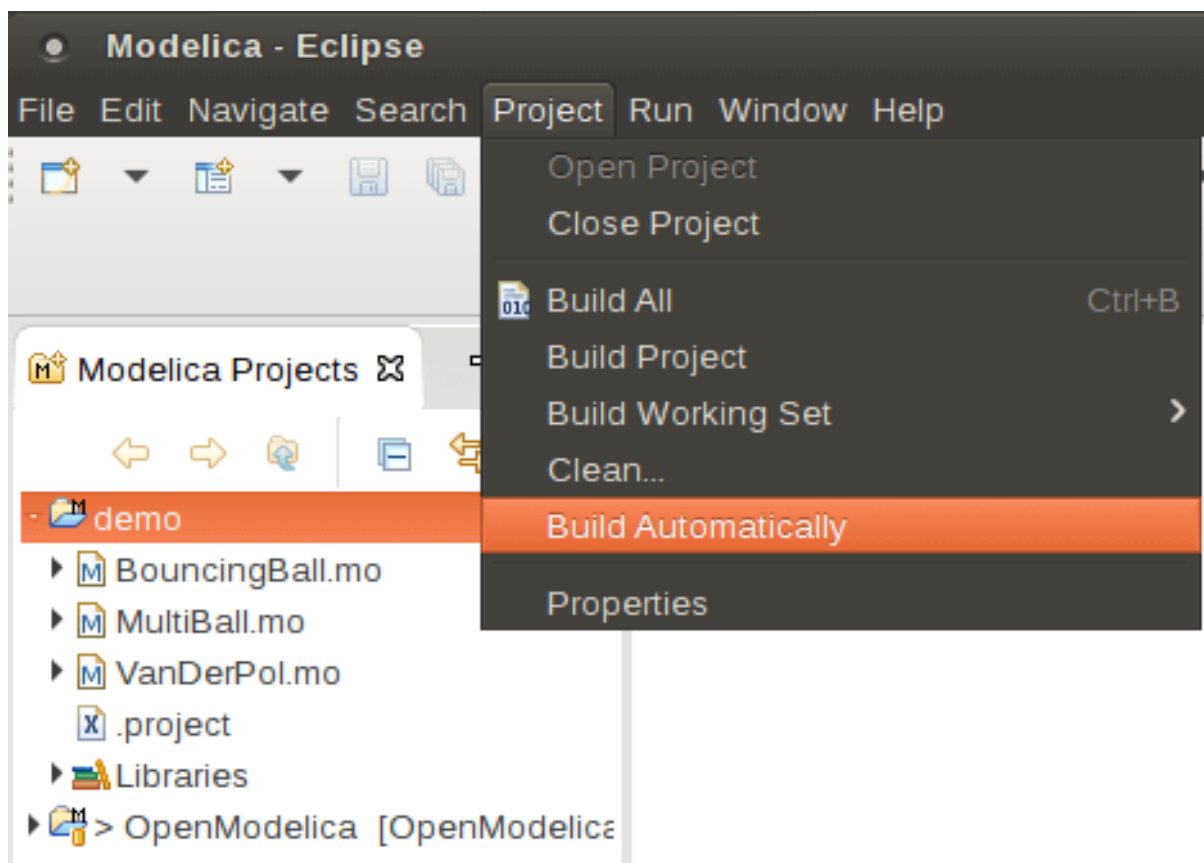 Modelica - Eclipse
File Edit Navigate Search Project Run Window Help
Open Project
Close Project
Build All Ctrl+B
Build Project
Build Working Set
Clean...
Build Automatically
Properties
Modelica Projects
demo
BouncingBall.mo
MultiBall.mo
VanDerPol.mo
.project
Libraries
> OpenModelica [OpenModelica